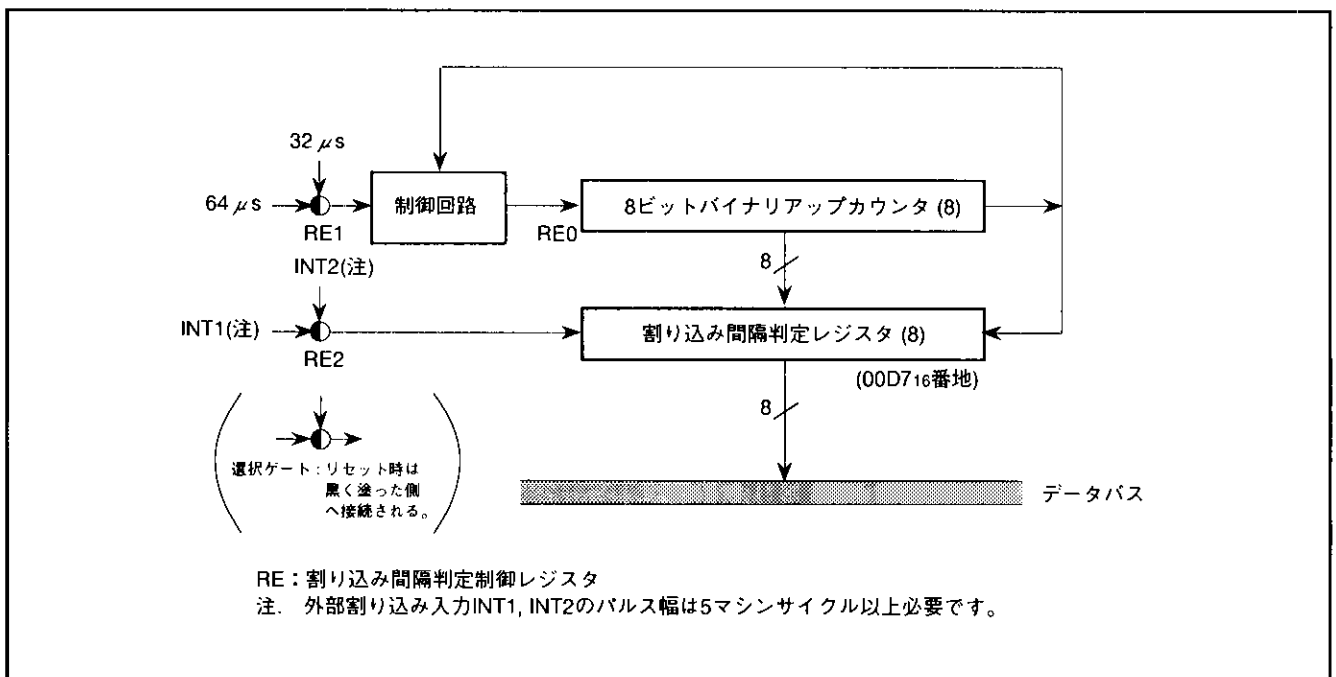 32 μs
64 μs
制御回路
8ビットバイナリアップカウンタ (8)
RE1
RE0
INT2(注)
8
INT1(注)
割り込み間隔判定レジスタ (8)
RE2
(00D716番地)
8
選択ゲート：リセット時は
黒く塗った側
へ接続される。
データバス
RE：割り込み間隔判定制御レジスタ
注. 外部割り込み入力INT1, INT2のパルス幅は5マシンサイクル以上必要です。